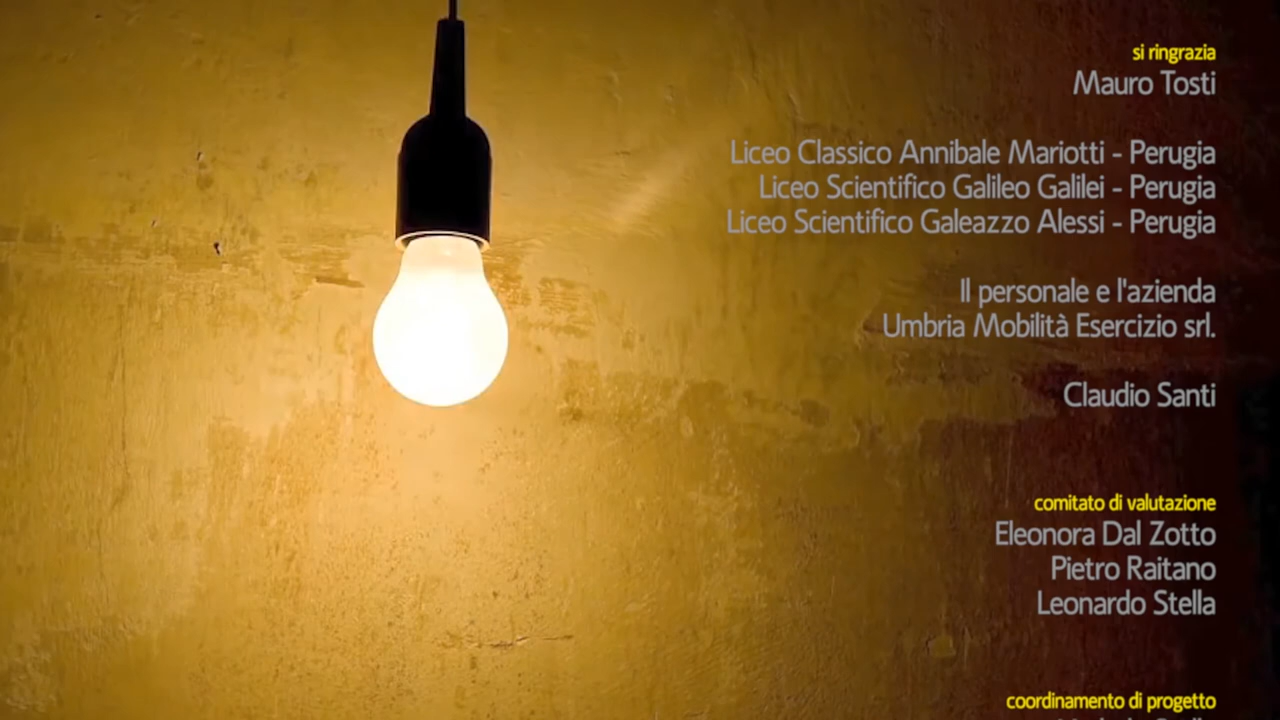 si ringrazia
Mauro Tosti
Liceo Classico Annibale Mariotti - Perugia
Liceo Scientifico Galileo Galilei - Perugia
Liceo Scientifico Galeazzo Alessi - Perugia
Il personale e l'azienda
Umbria Mobilità Esercizio srl.
Claudio Santi
comitato di valutazione
Eleonora Dal Zotto
Pietro Raitano
Leonardo Stella
coordinamento di progetto